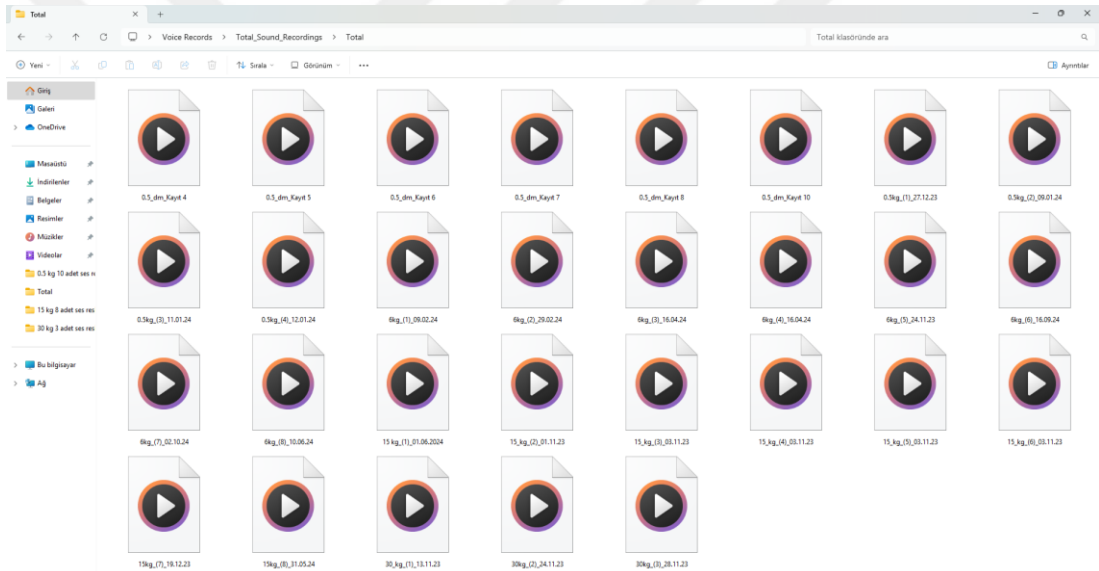 Total
Voice Records > Total_Sound_Recordings > Total
Total klasöründe ara
Yeni
Sırala
Görünüm
Ayrıntılar
Giriş
Galeri
OneDrive
Masaüstü
İndirilenler
Belgeler
Resimler
Müzikler
Videolar
0.5 kg 10 adet ses re
Total
15 kg 8 adet ses res
30 kg 3 adet ses res
Bu bilgisayar
Ağ
0.5_dm_Kayıt 4
0.5_dm_Kayıt 5
0.5_dm_Kayıt 6
0.5_dm_Kayıt 7
0.5_dm_Kayıt 8
0.5_dm_Kayıt 10
0.5kg_(1)_27.12.23
0.5kg_(2)_09.01.24
0.5kg_(3)_11.01.24
0.5kg_(4)_12.01.24
6kg_(1)_09.02.24
6kg_(2)_29.02.24
6kg_(3)_16.04.24
6kg_(4)_16.04.24
6kg_(5)_24.11.23
6kg_(6)_16.09.24
6kg_(7)_02.10.24
6kg_(8)_10.06.24
15 kg_(1)_01.06.2024
15_kg_(2)_01.11.23
15_kg_(3)_03.11.23
15_kg_(4)_03.11.23
15_kg_(5)_03.11.23
15_kg_(6)_03.11.23
15kg_(7)_19.12.23
15kg_(8)_31.05.24
30_kg_(1)_13.11.23
30kg_(2)_24.11.23
30kg_(3)_28.11.23